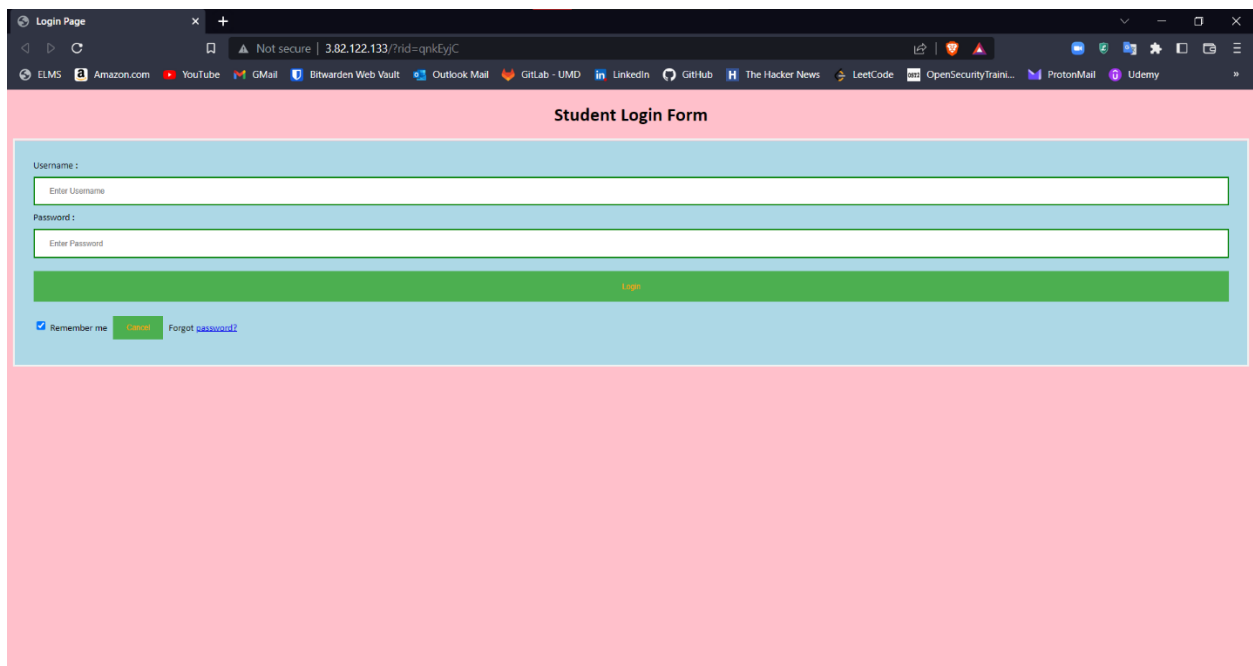 Login Page
Not secure | 3.82.122.133/?rid=qnkEyjC
ELMS Amazon.com YouTube GMail Bitwarden Web Vault Outlook Mail GitLab - UMD LinkedIn GitHub The Hacker News LeetCode OpenSecurityTraini... ProtonMail Udemy »
Student Login Form
Username :
Enter Username
Password :
Enter Password
Login
Remember me Cancel Forgot password?